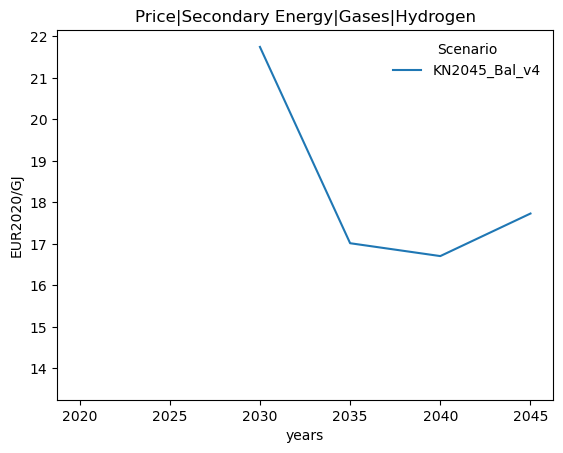 Price|Secondary Energy|Gases|Hydrogen
22
21
20
19
18
17
16
15
14
EUR2020/GJ
Scenario
KN2045_Bal_v4
2020 2025 2030 2035 2040 2045
years